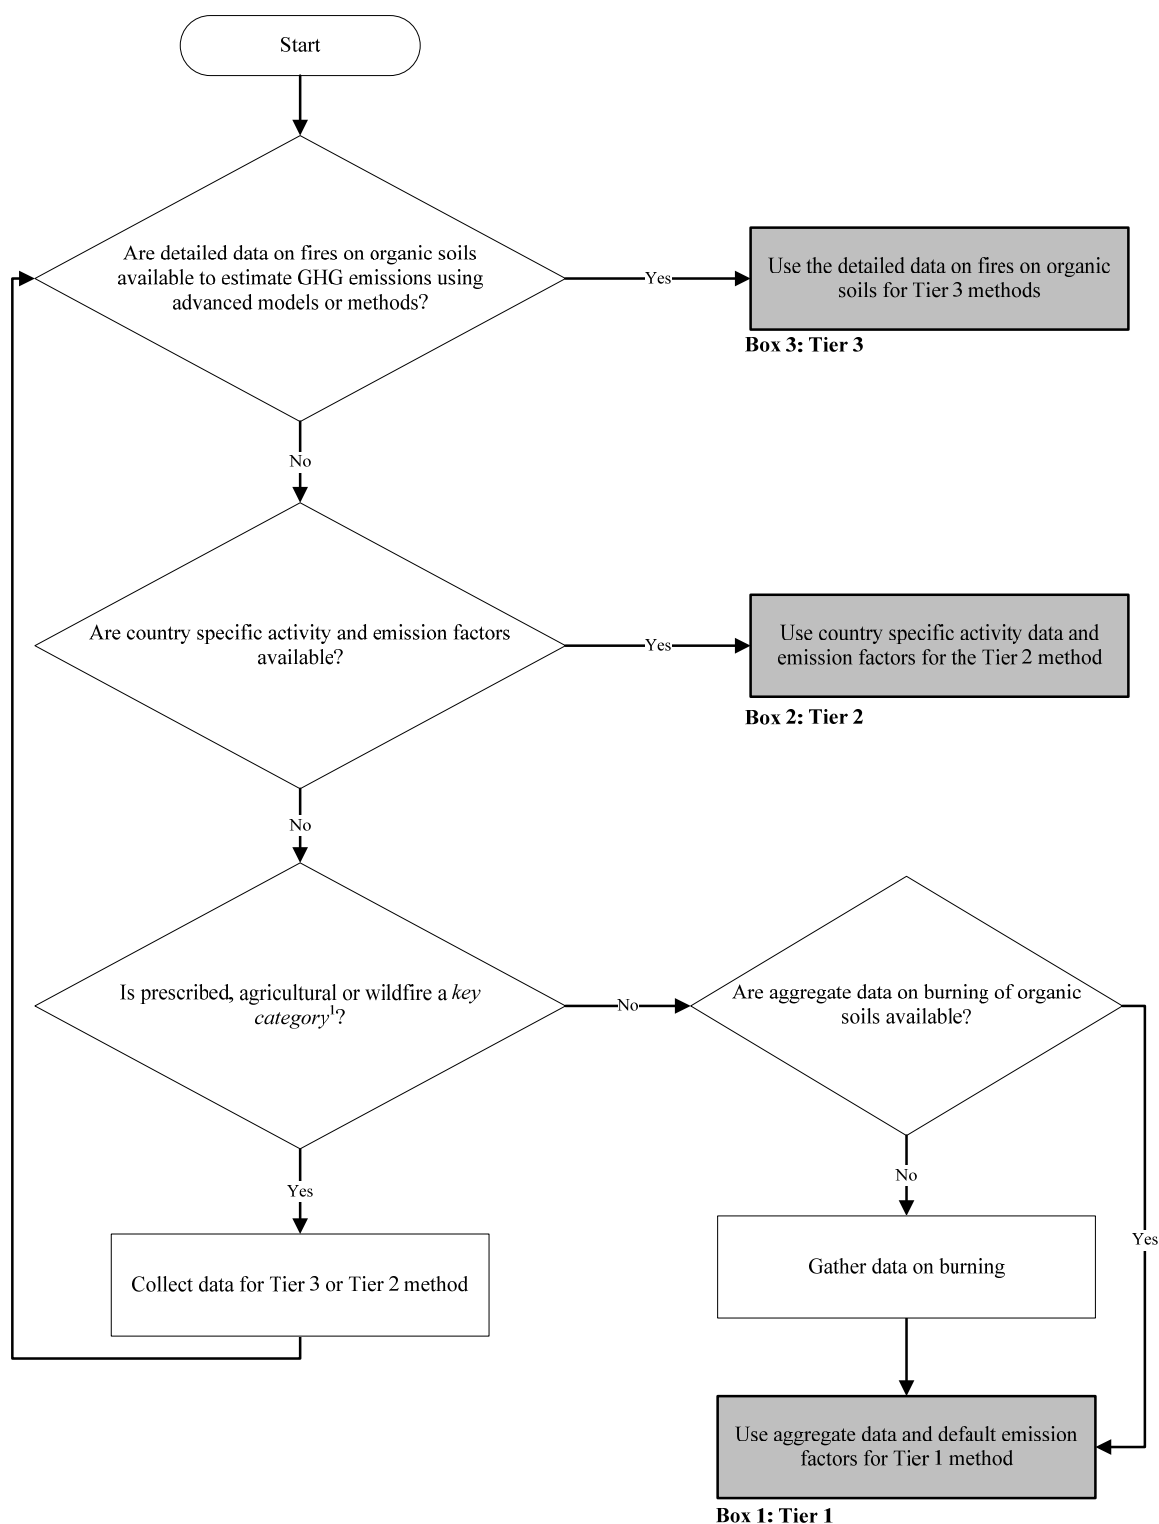 Start
Are detailed data on fires on organic soils
available to estimate GHG emissions using
advanced models or methods?
Yes
Use the detailed data on fires on organic
soils for Tier 3 methods
Box 3: Tier 3
No
Are country specific activity and emission factors
available?
Yes
Use country specific activity data and
emission factors for the Tier 2 method
Box 2: Tier 2
No
Is prescribed, agricultural or wildfire a key
category¹?
No
Are aggregate data on burning of organic
soils available?
Yes
No
Yes
Collect data for Tier 3 or Tier 2 method
Gather data on burning
Use aggregate data and default emission
factors for Tier 1 method
Box 1: Tier 1